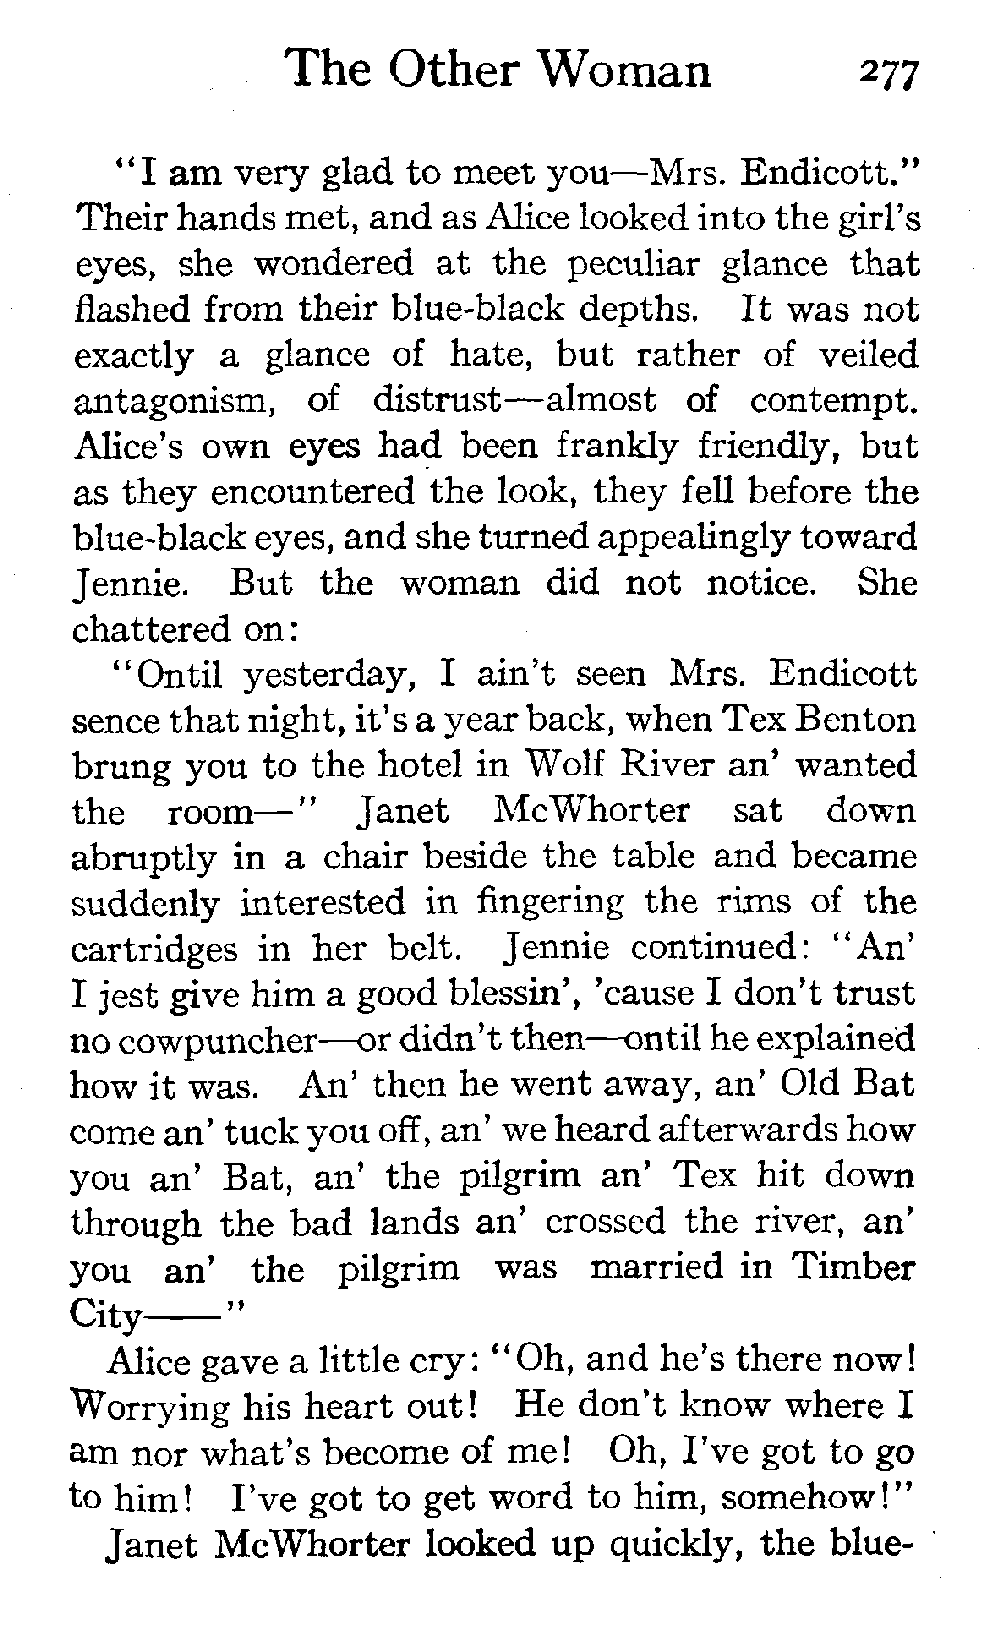 The Other Woman 277
“I am very glad to meet you—Mrs. Endicott.”
Their hands met, and as Alice looked into the girl’s
eyes, she wondered at the peculiar glance that
flashed from their blue-black depths. It was not
exactly a glance of hate, but rather of veiled
antagonism, of distrust—almost of contempt.
Alice’s own eyes had been frankly friendly, but
as they encountered the look, they fell before the
blue-black eyes, and she turned appealingly toward
Jennie. But the woman did not notice. She
chattered on:
“Ontil yesterday, I ain’t seen Mrs. Endicott
sence that night, it’s a year back, when Tex Benton
brung you to the hotel in Wolf River an’ wanted
the room—” Janet McWhorter sat down
abruptly in a chair beside the table and became
suddenly interested in fingering the rims of the
cartridges in her belt. Jennie continued: “An’
I jest give him a good blessin’, ’cause I don’t trust
no cowpuncher—or didn’t then—ontil he explained
how it was. An’ then he went away, an’ Old Bat
come an’ tuck you off, an’ we heard afterwards how
you an’ Bat, an’ the pilgrim an’ Tex hit down
through the bad lands an’ crossed the river, an’
you an’ the pilgrim was married in Timber
City——”
Alice gave a little cry: “Oh, and he’s there now!
Worrying his heart out! He don’t know where I
am nor what’s become of me! Oh, I’ve got to go
to him! I’ve got to get word to him, somehow!”
Janet McWhorter looked up quickly, the blue-